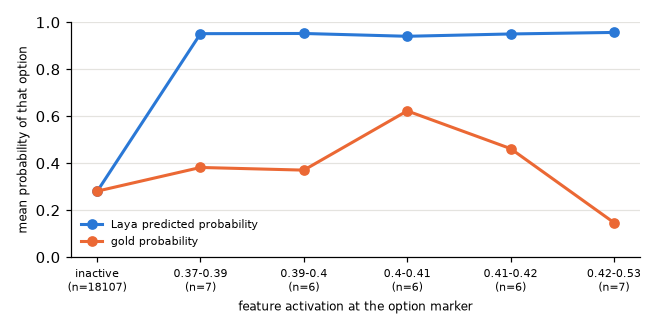 1.0
0.8
0.6
0.4
0.2
0.0
mean probability of that option
Laya predicted probability
gold probability
inactive
(n=18107)
0.37-0.39
(n=7)
0.39-0.4
(n=6)
0.4-0.41
(n=6)
0.41-0.42
(n=6)
0.42-0.53
(n=7)
feature activation at the option marker